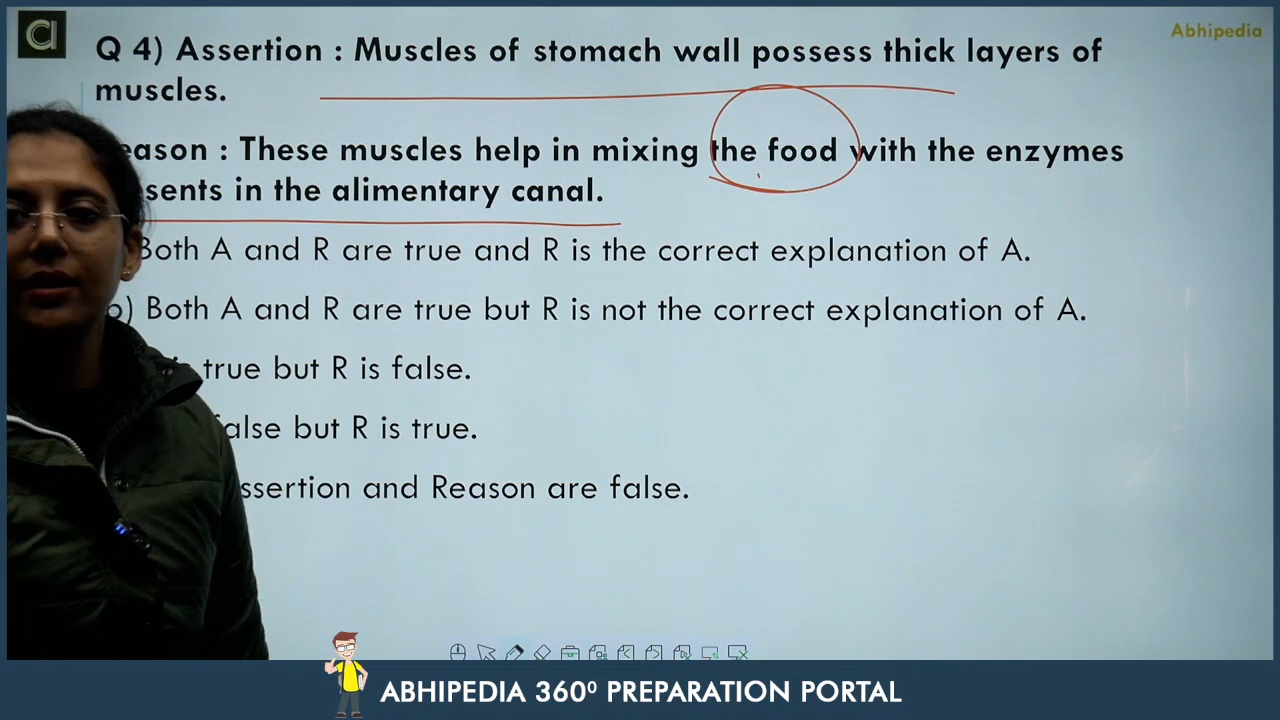 Abhipedia
Q 4) Assertion : Muscles of stomach wall possess thick layers of
muscles.
eason : These muscles help in mixing the food with the enzymes
sents in the alimentary canal.
Both A and R are true and R is the correct explanation of A.
b) Both A and R are true but R is not the correct explanation of A.
is true but R is false.
false but R is true.
ssertion and Reason are false.
ABHIPEDIA 360⁰ PREPARATION PORTAL